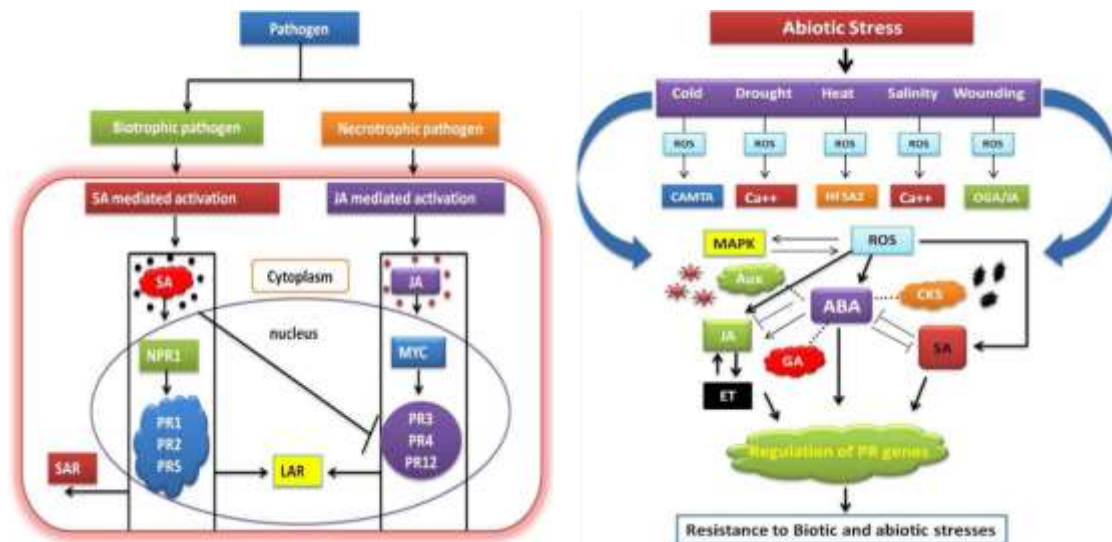 Pathogen
Biotrophic pathogen
Necrotrophic pathogen
SA mediated activation
JA mediated activation
SA
Cytoplasm
JA
nucleus
NPR1
MYC
PR1
PR2
PR5
PR3
PR4
PR12
SAR
LAR
Abiotic Stress
Cold Drought Heat Salinity Wounding
ROS ROS ROS ROS ROS
CAMTA Ca++ HFSA2 Ca++ OGA/JA
MAPK
ROS
Aux
ABA
CKS
JA
SA
GA
ET
Regulation of PR genes
Resistance to Biotic and abiotic stresses